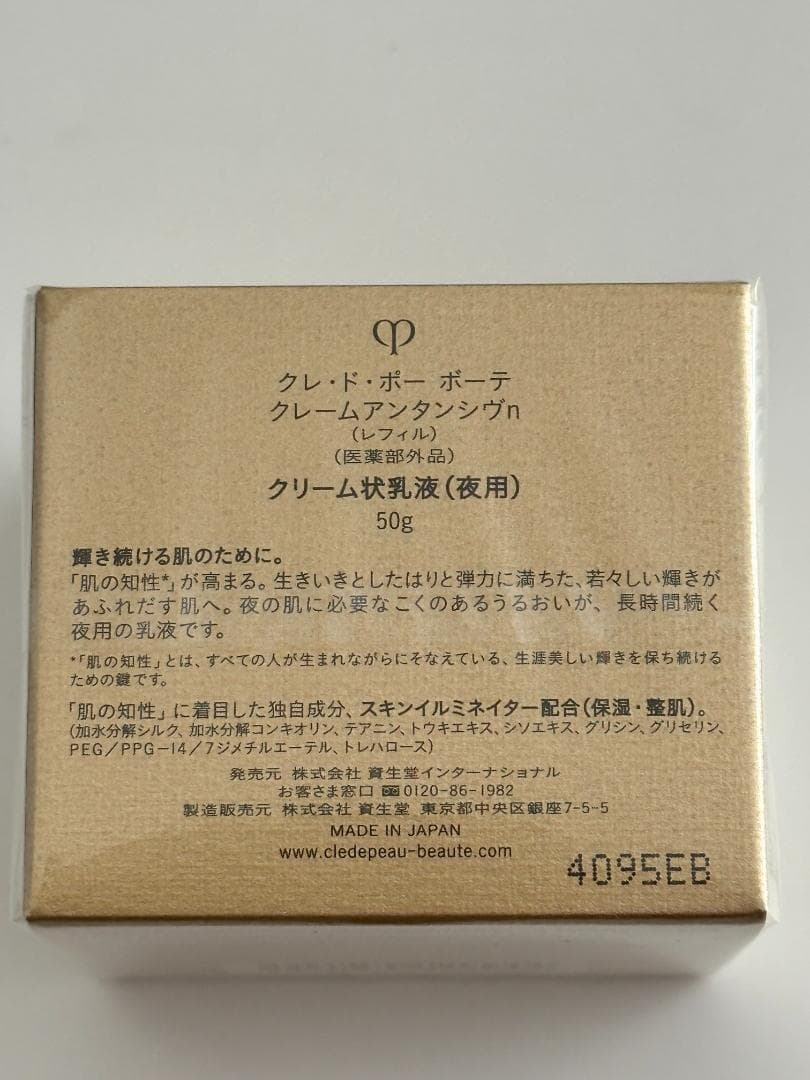 クレ・ド・ポー ボーテ
クレームアンタンシヴn
（レフィル）
（医薬部外品）
クリーム状乳液（夜用）
50g
輝き続ける肌のために。
「肌の知性*」が高まる。生きいきとしたはりと弾力に満ちた、若々しい輝きが
あふれだす肌へ。夜の肌に必要なこくのあるうるおいが、長時間続く
夜用の乳液です。
*「肌の知性」とは、すべての人が生まれながらにそなえている、生涯美しい輝きを保ち続ける
ための鍵です。
「肌の知性」に着目した独自成分、スキンイルミネイター配合（保湿・整肌）。
（加水分解シルク、加水分解コンキオリン、テアニン、トウキエキス、シソエキス、グリシン、グリセリン、
PEG／PPG−14／7ジメチルエーテル、トレハロース）
発売元 株式会社 資生堂インターナショナル
お客さま窓口 0120-86-1982
製造販売元 株式会社 資生堂 東京都中央区銀座7-5-5
MADE IN JAPAN
www.cledepeau-beaute.com
4095EB